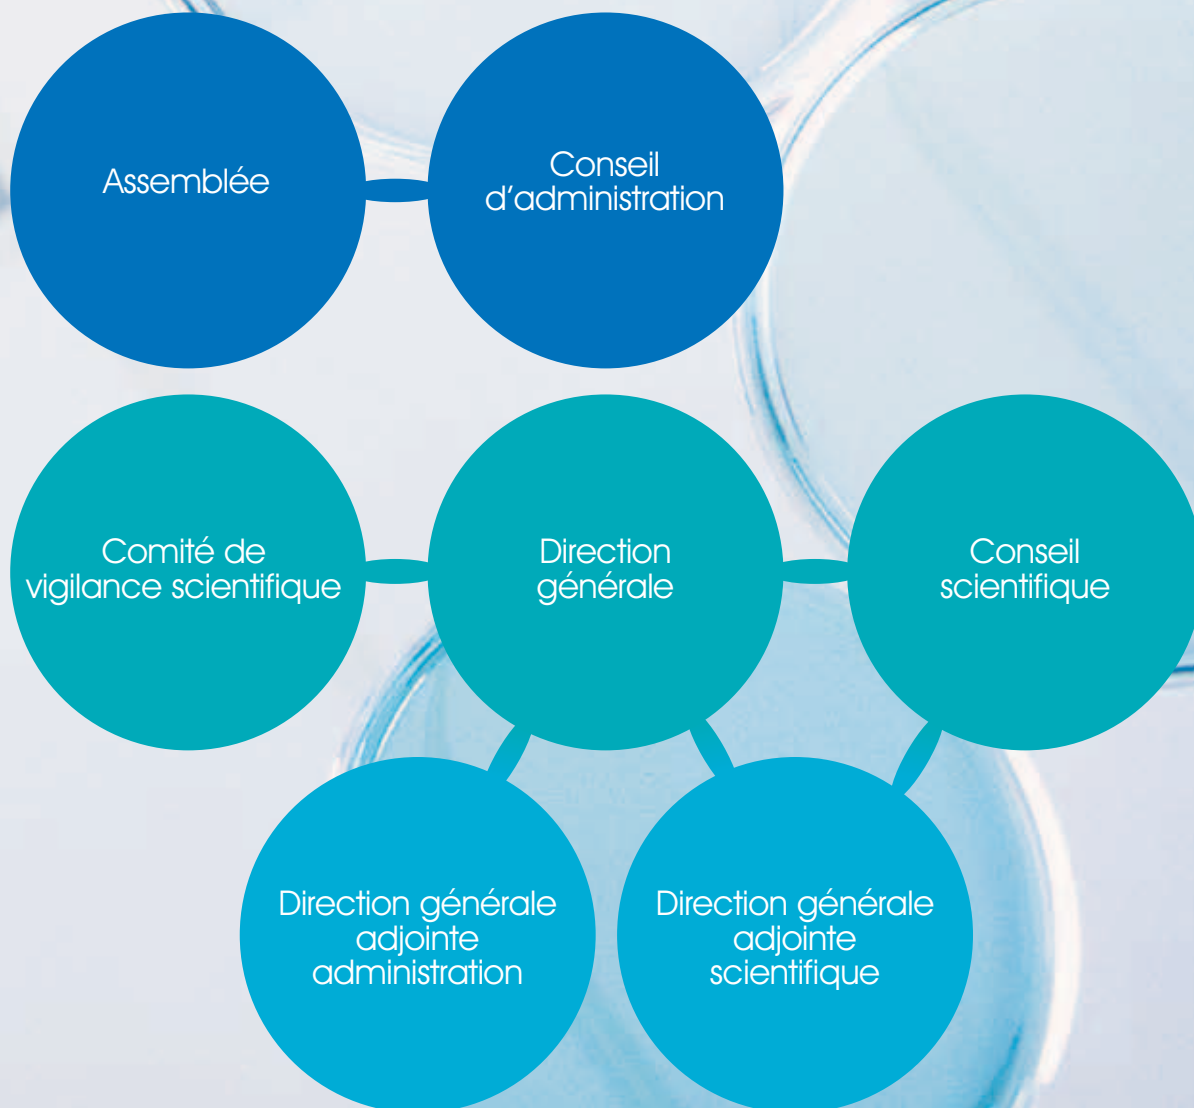 Assemblée
Conseil
d'administration
Comité de
vigilance scientifique
Direction
générale
Conseil
scientifique
Direction générale
adjointe
administration
Direction générale
adjointe
scientifique